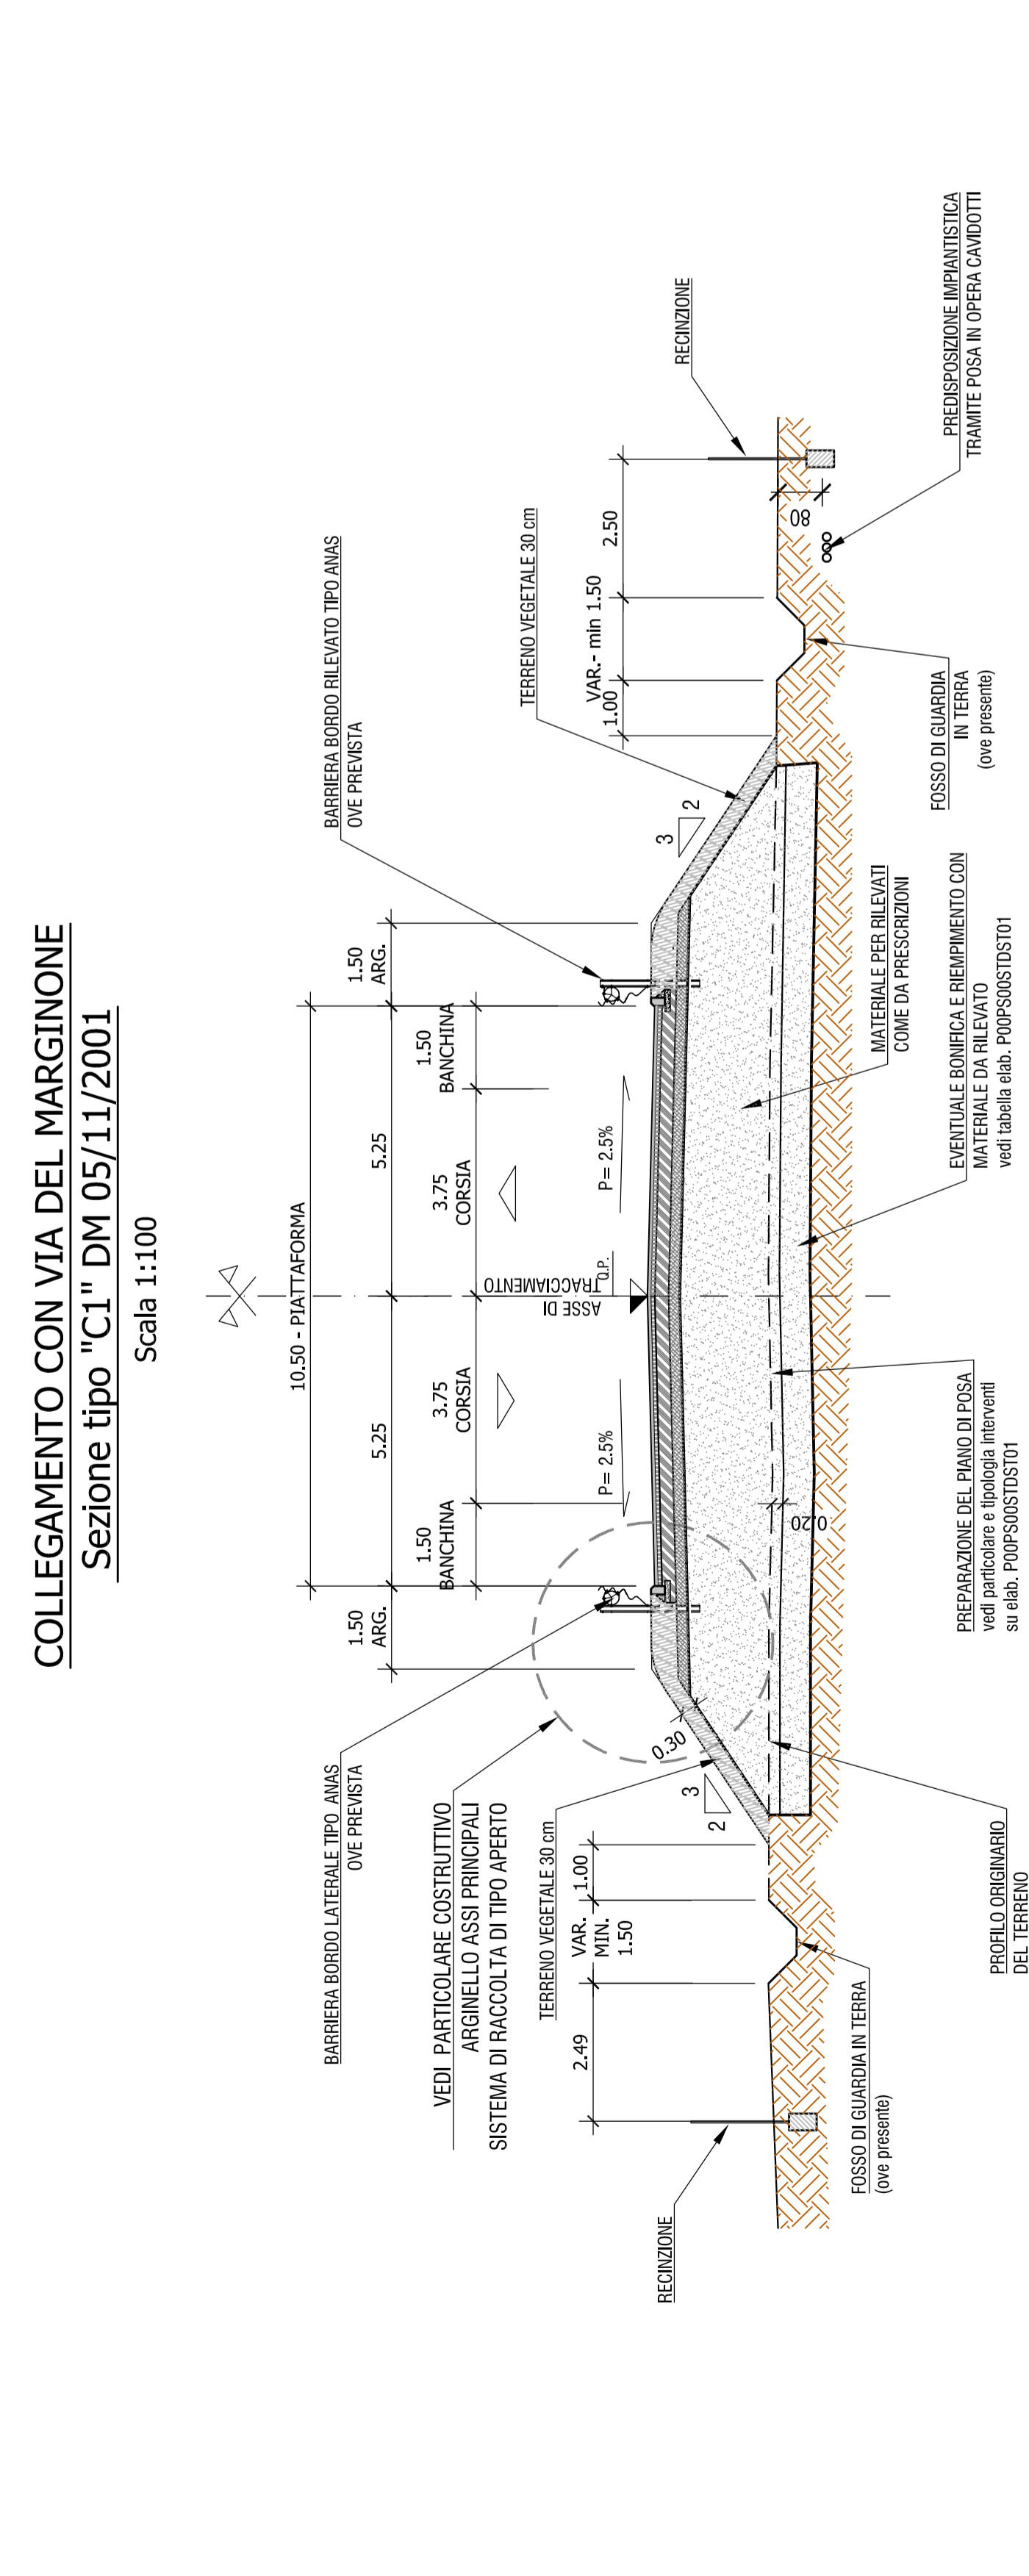 COLLEGAMENTO CON VIA DEL MARGINONE
Sezione tipo "C1" DM 05/11/2001
Scala 1:100
BARRIERA BORDO LATERALE TIPO ANAS
OVE PREVISTA
BARRIERA BORDO RILEVATO TIPO ANAS
OVE PREVISTA
10.50 - PIATTAFORMA
1.50
ARG.
5.25
5.25
1.50
ARG.
1.50
BANCHINA
3.75
CORSIA
3.75
CORSIA
1.50
BANCHINA
VEDI PARTICOLARE COSTRUTTIVO
ARGINELLO ASSI PRINCIPALI
SISTEMA DI RACCOLTA DI TIPO APERTO
ASSE DI
TRACCIAMENTO
Q.P.
P= 2.5%
P= 2.5%
TERRENO VEGETALE 30 cm
TERRENO VEGETALE 30 cm
2.49
VAR.
MIN.
1.50
1.00
1.00
VAR.- min 1.50
2.50
RECINZIONE
RECINZIONE
0.30
3
2
3
2
0.20
80
FOSSO DI GUARDIA IN TERRA
(ove presente)
PROFILO ORIGINARIO
DEL TERRENO
PREPARAZIONE DEL PIANO DI POSA
vedi particolare e tipologia interventi
su elab. P00PS00STDST01
MATERIALE PER RILEVATI
COME DA PRESCRIZIONI
EVENTUALE BONIFICA E RIEMPIMENTO CON
MATERIALE DA RILEVATO
vedi tabella elab. P00PS00STDST01
FOSSO DI GUARDIA
IN TERRA
(ove presente)
PREDISPOSIZIONE IMPIANTISTICA
TRAMITE POSA IN OPERA CAVIDOTTI